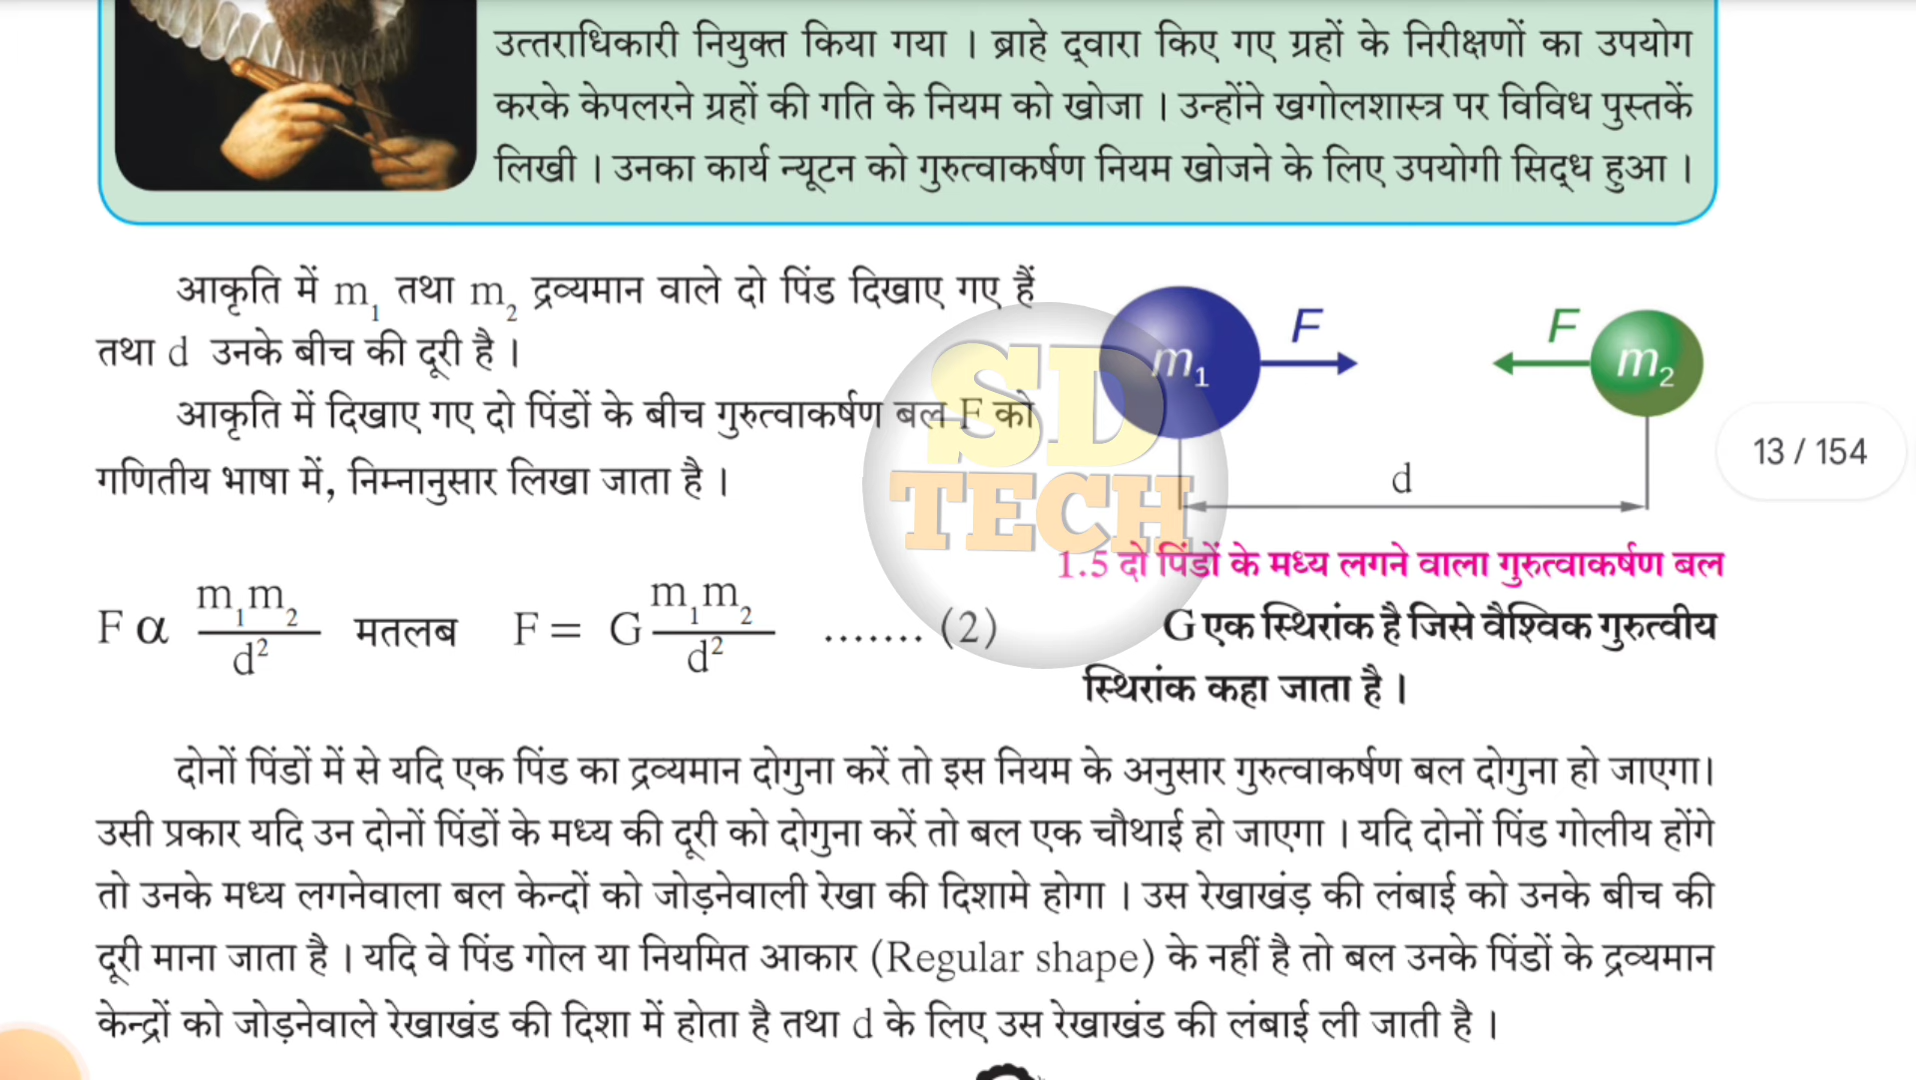 उत्तराधिकारी नियुक्त किया गया । ब्राहे द्वारा किए गए ग्रहों के निरीक्षणों का उपयोग
करके केपलरने ग्रहों की गति के नियम को खोजा । उन्होंने खगोलशास्त्र पर विविध पुस्तकें
लिखी । उनका कार्य न्यूटन को गुरुत्वाकर्षण नियम खोजने के लिए उपयोगी सिद्ध हुआ ।
आकृति में m₁ तथा m₂ द्रव्यमान वाले दो पिंड दिखाए गए हैं
तथा d उनके बीच की दूरी है ।
आकृति में दिखाए गए दो पिंडों के बीच गुरुत्वाकर्षण बल F को
गणितीय भाषा में, निम्नानुसार लिखा जाता है ।
F α m₁m₂/d² मतलब F = G m₁m₂/d² ....... (2)
m₁ F F m₂
d
1.5 दो पिंडों के मध्य लगने वाला गुरुत्वाकर्षण बल
G एक स्थिरांक है जिसे वैश्विक गुरुत्वीय
स्थिरांक कहा जाता है ।
SD
TECH
13 / 154
दोनों पिंडों में से यदि एक पिंड का द्रव्यमान दोगुना करें तो इस नियम के अनुसार गुरुत्वाकर्षण बल दोगुना हो जाएगा।
उसी प्रकार यदि उन दोनों पिंडों के मध्य की दूरी को दोगुना करें तो बल एक चौथाई हो जाएगा । यदि दोनों पिंड गोलीय होंगे
तो उनके मध्य लगनेवाला बल केन्दों को जोड़नेवाली रेखा की दिशामे होगा । उस रेखाखंड़ की लंबाई को उनके बीच की
दूरी माना जाता है । यदि वे पिंड गोल या नियमित आकार (Regular shape) के नहीं है तो बल उनके पिंडों के द्रव्यमान
केन्द्रों को जोड़नेवाले रेखाखंड की दिशा में होता है तथा d के लिए उस रेखाखंड की लंबाई ली जाती है ।